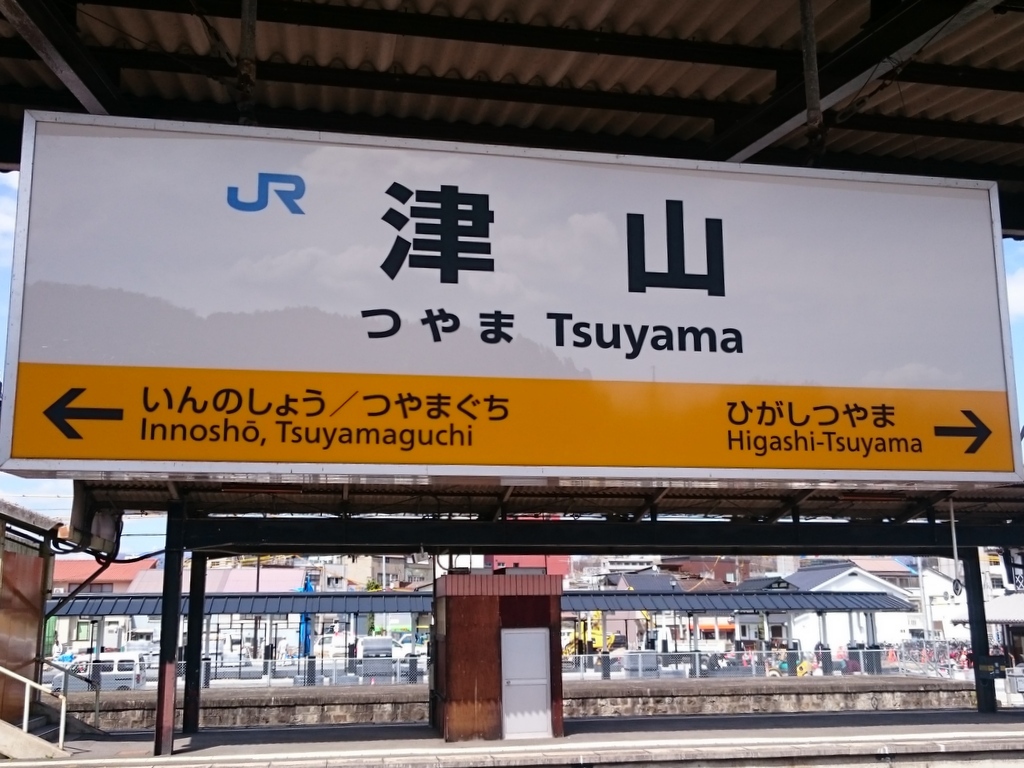 JR 津山
つやま Tsuyama
← いんのしょう／つやまぐち
Innoshō, Tsuyamaguchi
ひがしつやま →
Higashi-Tsuyama